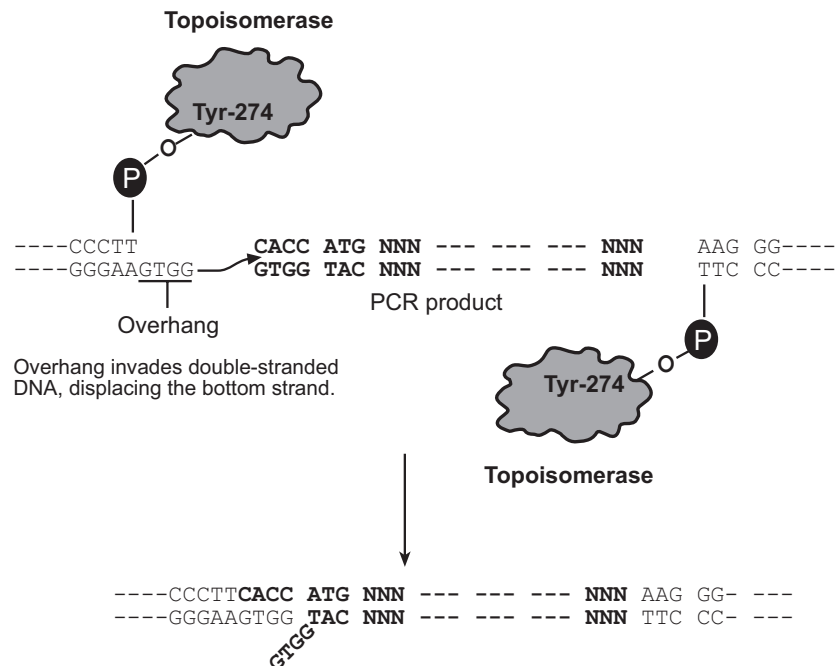 Topoisomerase
Tyr-274
P
O
----CCCTT CACC ATG NNN --- --- --- NNN AAG GG----
----GGGAAGTGG GTGG TAC NNN --- --- --- NNN TTC CC----
Overhang
PCR product
Overhang invades double-stranded
DNA, displacing the bottom strand.
P
O
Tyr-274
Topoisomerase
----CCCTTCACC ATG NNN --- --- --- NNN AAG GG- ---
----GGGAAGTGG TAC NNN --- --- --- NNN TTC CC- ---
GTGG